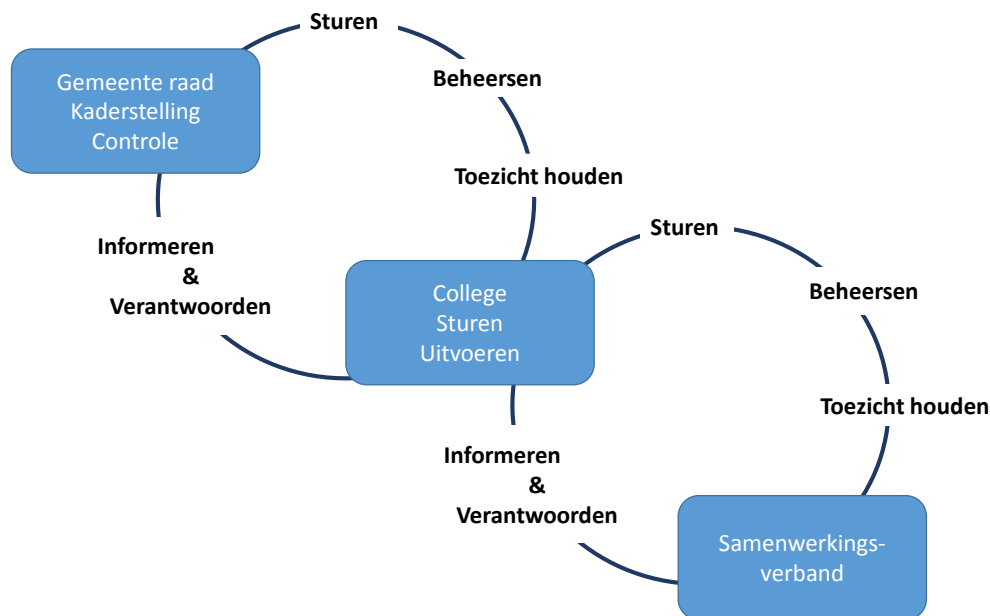 Sturen
Gemeente raad
Kaderstelling
Controle
Beheersen
Toezicht houden
Informeren
&
Verantwoorden
College
Sturen
Uitvoeren
Sturen
Beheersen
Toezicht houden
Informeren
&
Verantwoorden
Samenwerkings-
verband